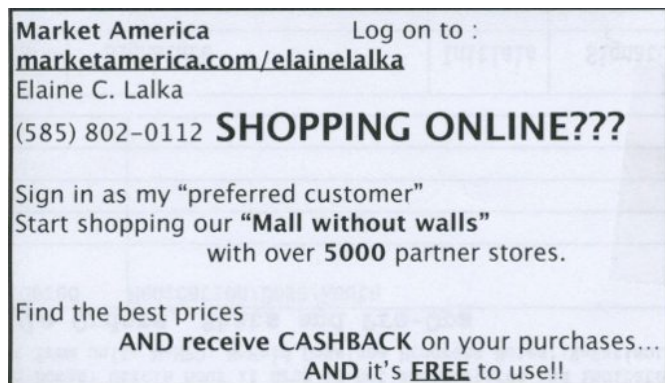 Market America Log on to :
marketamerica.com/elainelalka
Elaine C. Lalka
(585) 802-0112 SHOPPING ONLINE???
Sign in as my “preferred customer”
Start shopping our “Mall without walls”
with over 5000 partner stores.
Find the best prices
AND receive CASHBACK on your purchases...
AND it's FREE to use!!